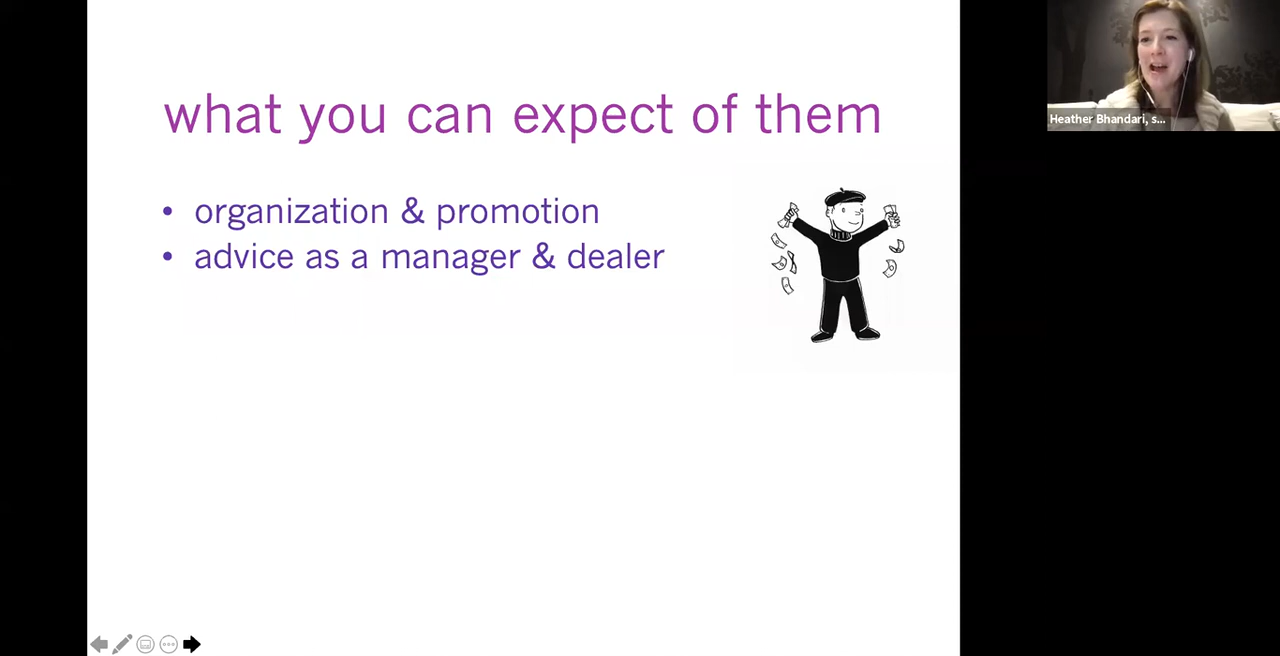 what you can expect of them
• organization & promotion
• advice as a manager & dealer
Heather Bhandari, s...